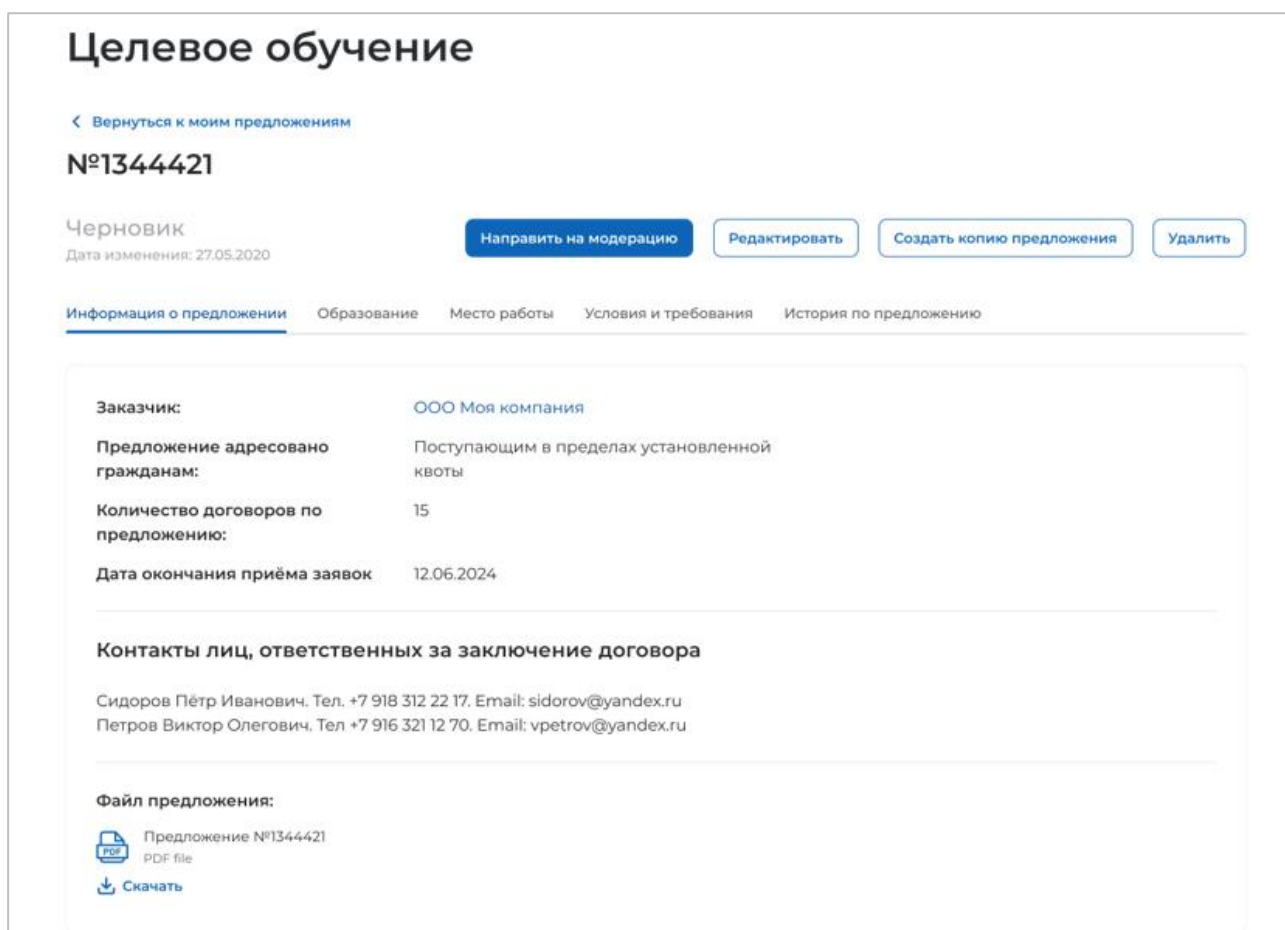 Целевое обучение
Вернуться к моим предложениям
№1344421
Черновик
Дата изменения: 27.05.2020
Направить на модерацию
Редактировать
Создать копию предложения
Удалить
Информация о предложении
Образование
Место работы
Условия и требования
История по предложению
Заказчик:
ООО Моя компания
Предложение адресовано
гражданам:
Поступающим в пределах установленной
квоты
Количество договоров по
предложению:
15
Дата окончания приёма заявок
12.06.2024
Контакты лиц, ответственных за заключение договора
Сидоров Пётр Иванович. Тел. +7 918 312 22 17. Email: sidorov@yandex.ru
Петров Виктор Олегович. Тел +7 916 321 12 70. Email: vpetrov@yandex.ru
Файл предложения:
PDF
Предложение №1344421
PDF file
Скачать